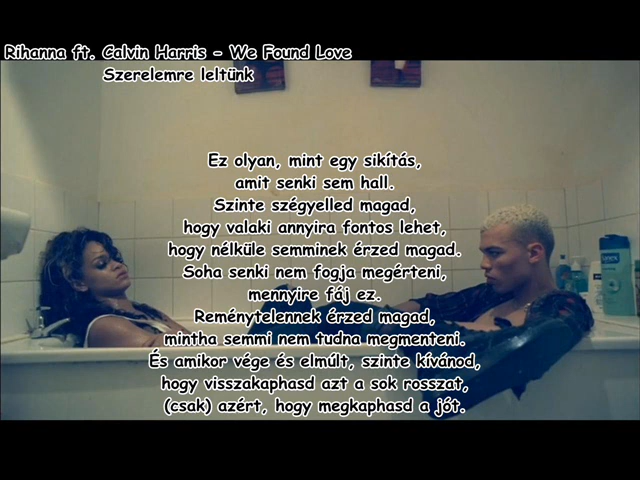 Rihanna ft. Calvin Harris - We Found Love
Szerelemre leltünk
Ez olyan, mint egy sikítás,
amit senki sem hall.
Szinte szégyelled magad,
hogy valaki annyira fontos lehet,
hogy nélküle semminek érzed magad.
Soha senki nem fogja megérteni,
mennyire fáj ez.
Reménytelennek érzed magad,
mintha semmi nem tudna megmenteni.
És amikor vége és elmúlt, szinte kívánod,
hogy visszakaphasd azt a sok rosszat,
(csak) azért, hogy megkaphasd a jót.